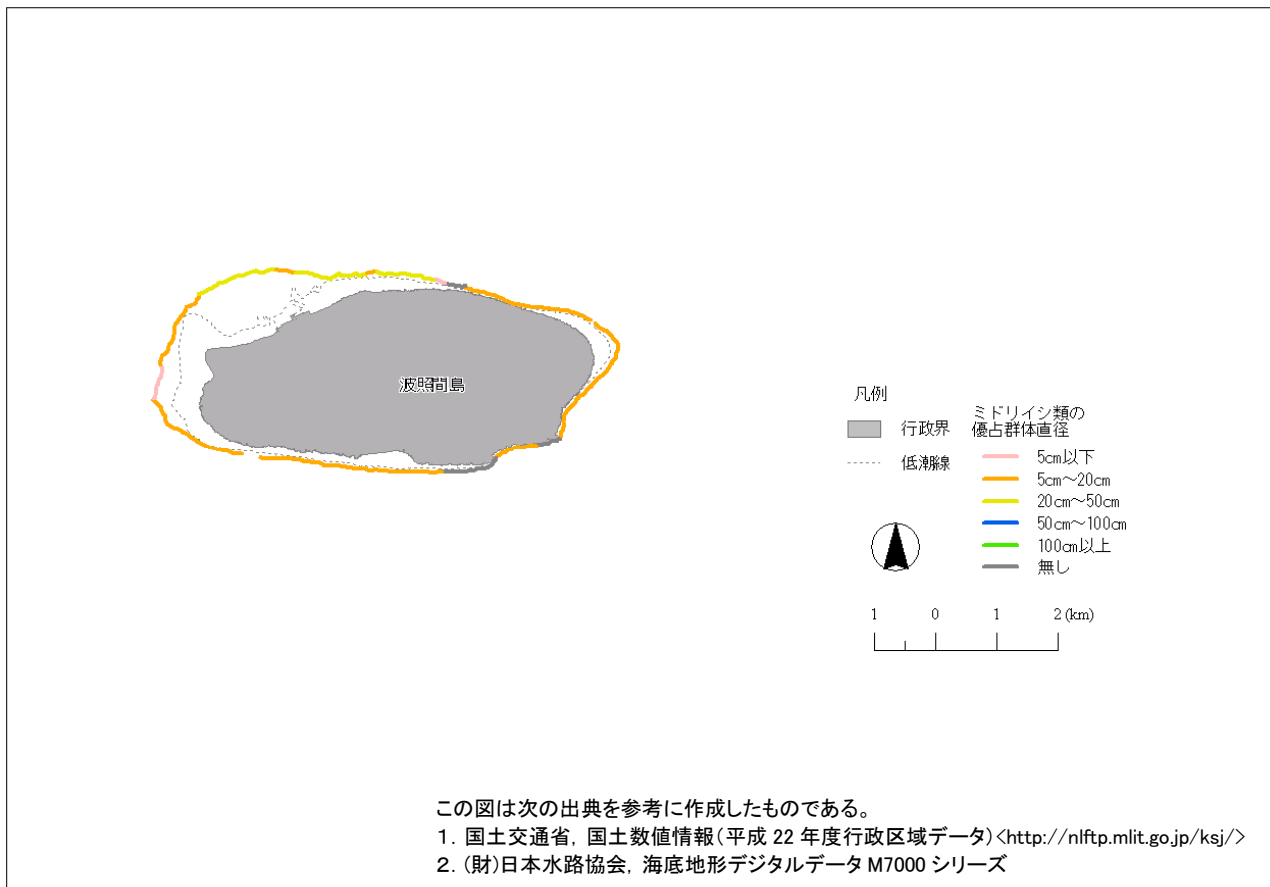 波照間島
凡例
行政界
低潮線
ミドリイシ類の
優占群体直径
5cm以下
5cm～20cm
20cm～50cm
50cm～100cm
100cm以上
無し
1 0 1 2 (km)
この図は次の出典を参考に作成したものである。
1. 国土交通省, 国土数値情報(平成 22 年度行政区域データ)<http://nlftp.mlit.go.jp/ksj/>
2. (財)日本水路協会, 海底地形デジタルデータ M7000 シリーズ